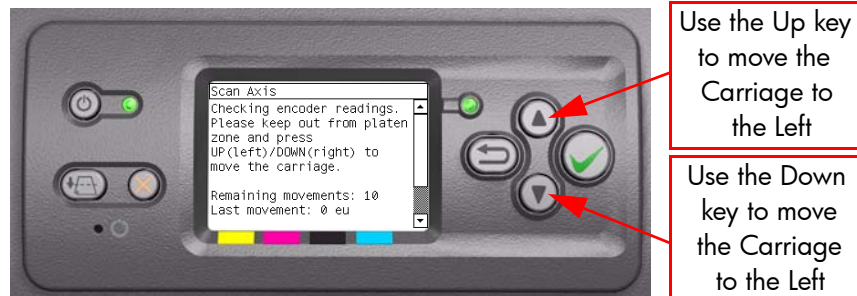 Scan Axis
Checking encoder readings.
Please keep out from platen
zone and press
UP(left)/DOWN(right) to
move the carriage.
Remaining movements: 10
Last movement: 0 eu
Use the Up key
to move the
Carriage to
the Left
Use the Down
key to move
the Carriage
to the Left